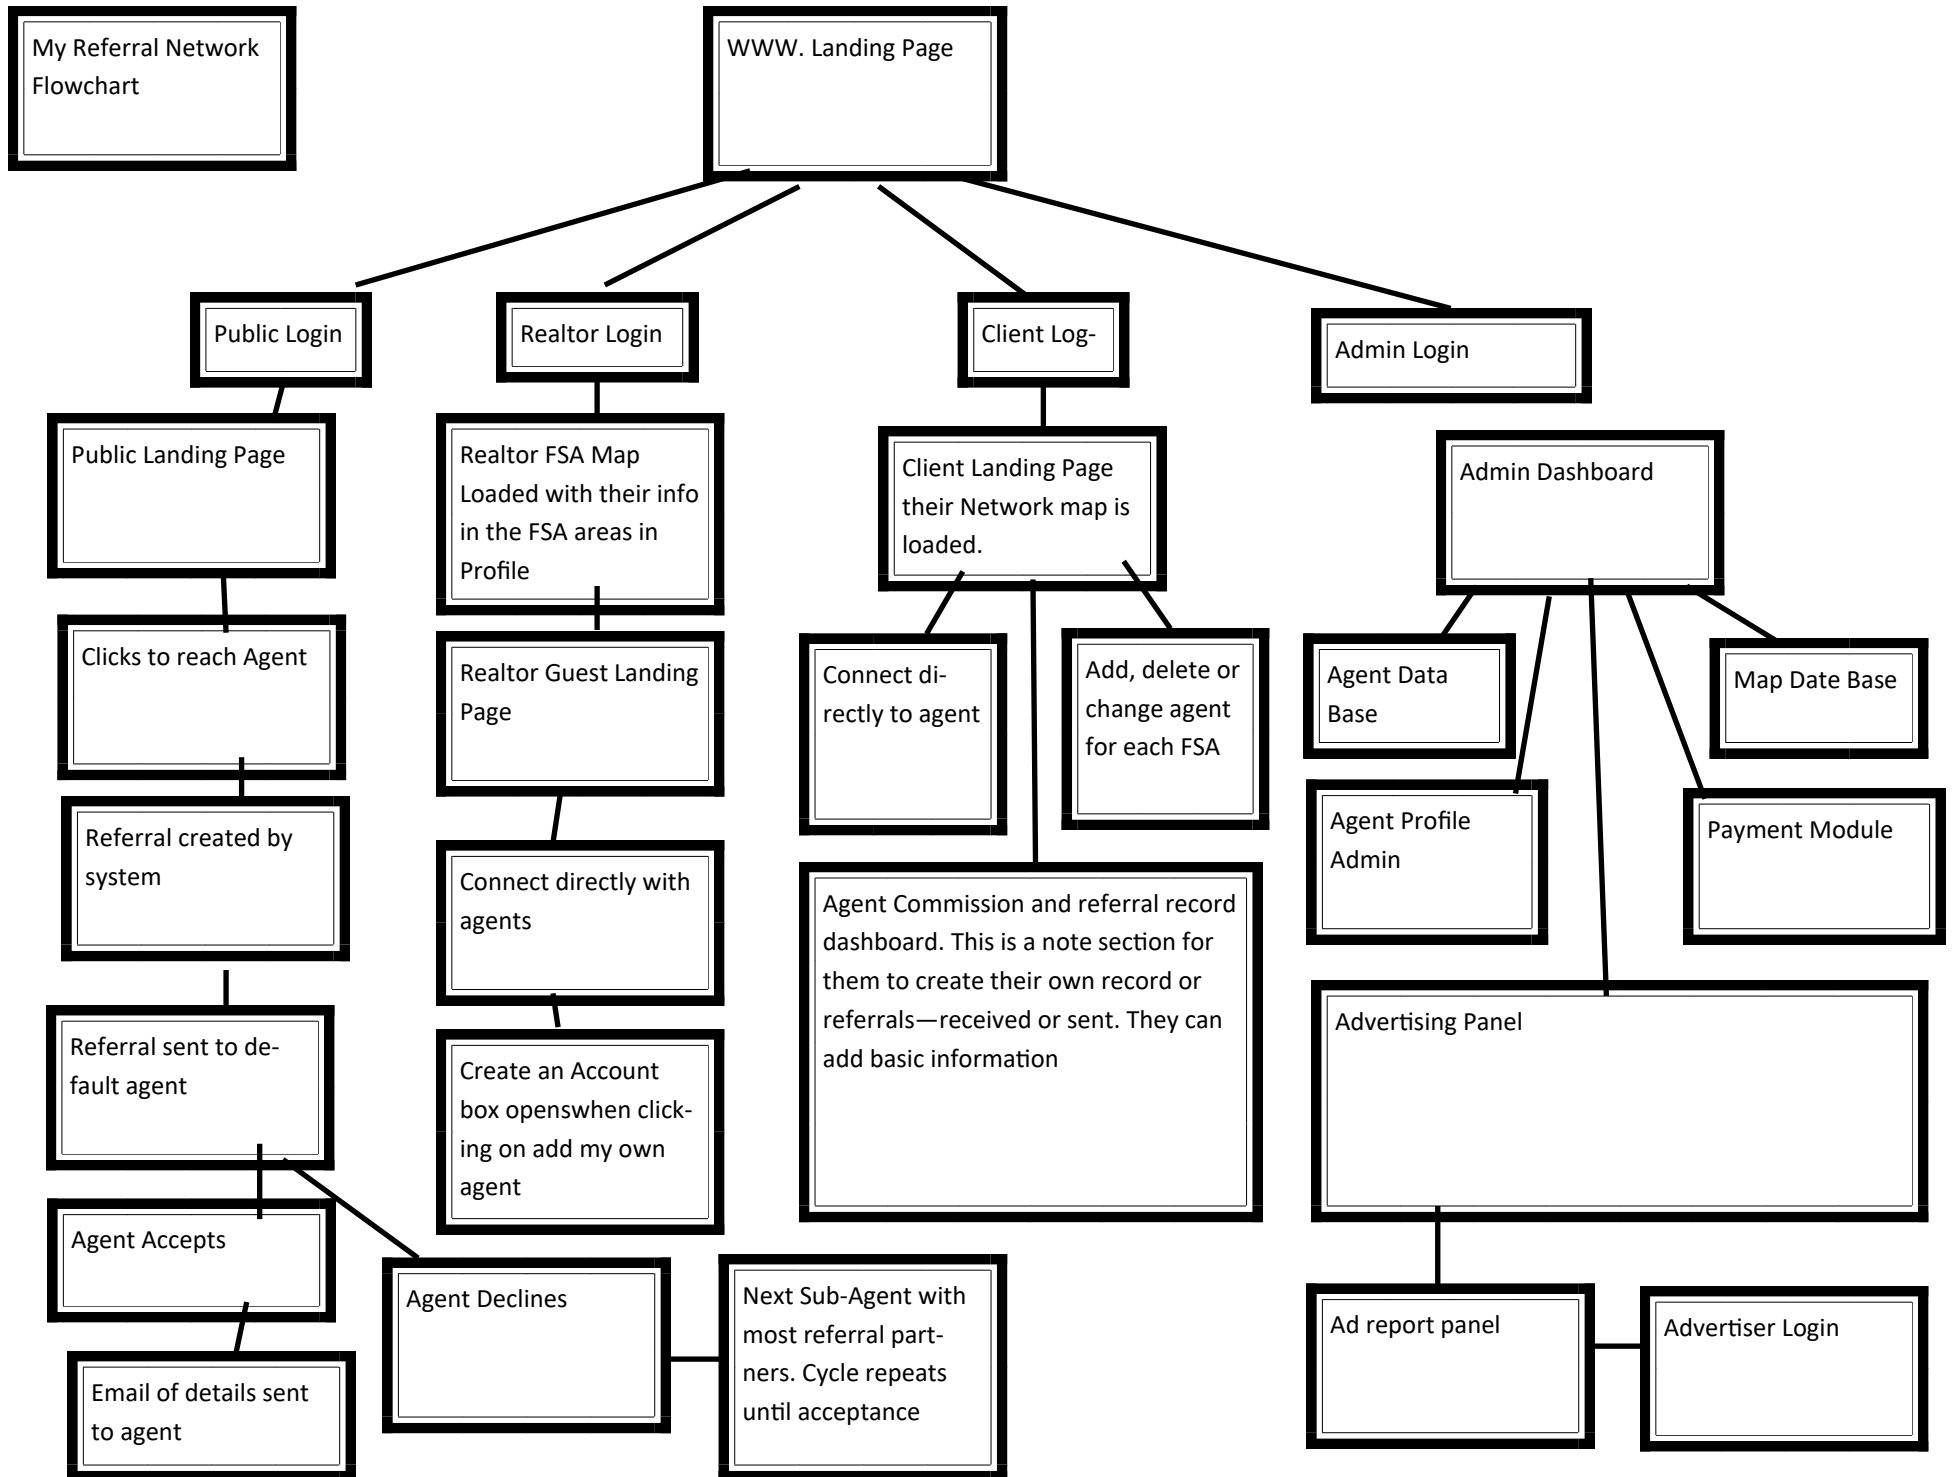 My Referral Network
Flowchart
WWW. Landing Page
Public Login
Realtor Login
Client Log-
Admin Login
Public Landing Page
Realtor FSA Map
Loaded with their info
in the FSA areas in
Profile
Client Landing Page
their Network map is
loaded.
Admin Dashboard
Clicks to reach Agent
Realtor Guest Landing
Page
Connect di-
rectly to agent
Add, delete or
change agent
for each FSA
Agent Data
Base
Map Date Base
Referral created by
system
Connect directly with
agents
Agent Profile
Admin
Payment Module
Agent Commission and referral record
dashboard. This is a note section for
them to create their own record or
referrals—received or sent. They can
add basic information
Referral sent to de-
fault agent
Create an Account
box openswhen click-
ing on add my own
agent
Advertising Panel
Agent Accepts
Agent Declines
Next Sub-Agent with
most referral part-
ners. Cycle repeats
until acceptance
Ad report panel
Advertiser Login
Email of details sent
to agent